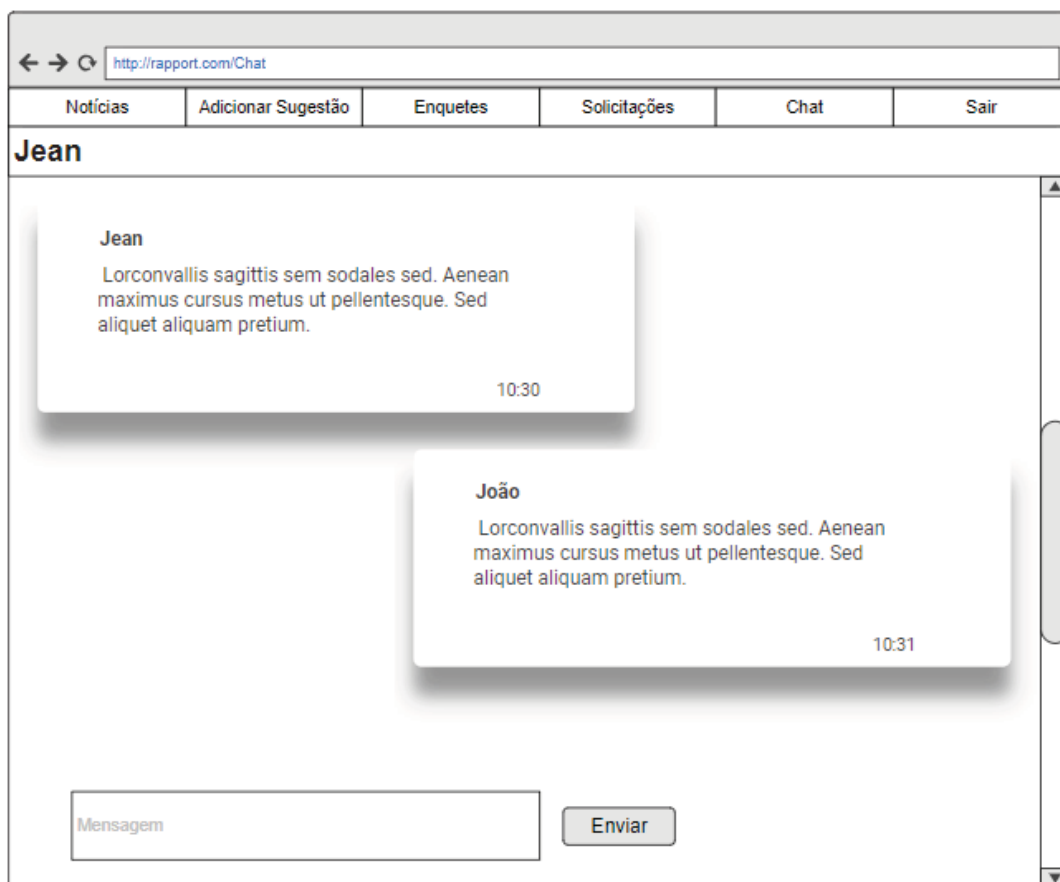 http://rapport.com/Chat
Notícias Adicionar Sugestão Enquetes Solicitações Chat Sair
Jean
Jean
Lorconvallis sagittis sem sodales sed. Aenean
maximus cursus metus ut pellentesque. Sed
aliquet aliquam pretium.
10:30
João
Lorconvallis sagittis sem sodales sed. Aenean
maximus cursus metus ut pellentesque. Sed
aliquet aliquam pretium.
10:31
Mensagem
Enviar